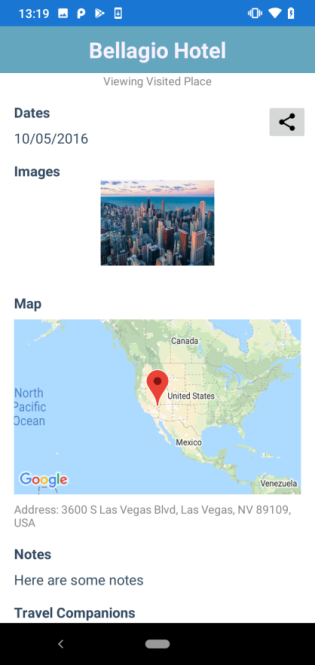 13:19
Bellagio Hotel
Viewing Visited Place
Dates
10/05/2016
Images
Map
Canada
North
Pacific
Ocean
United States
Mexico
Google
Venezuela
Address: 3600 S Las Vegas Blvd, Las Vegas, NV 89109,
USA
Notes
Here are some notes
Travel Companions